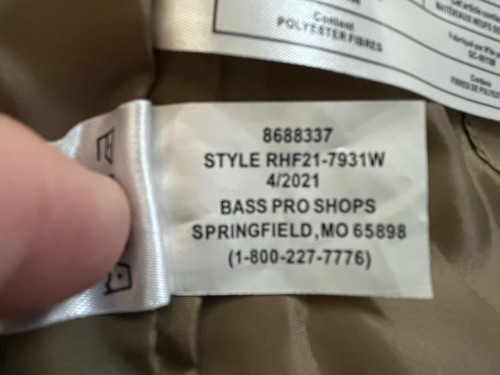 Content
POLYESTER FIBRES
8688337
STYLE RHF21-7931W
4/2021
BASS PRO SHOPS
SPRINGFIELD,MO 65898
(1-800-227-7776)